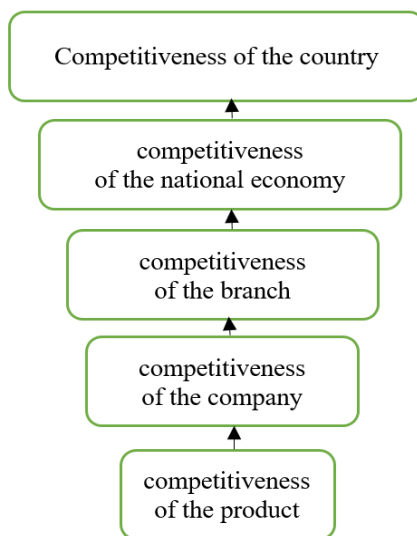 Competitiveness of the country
competitiveness
of the national economy
competitiveness
of the branch
competitiveness
of the company
competitiveness
of the product